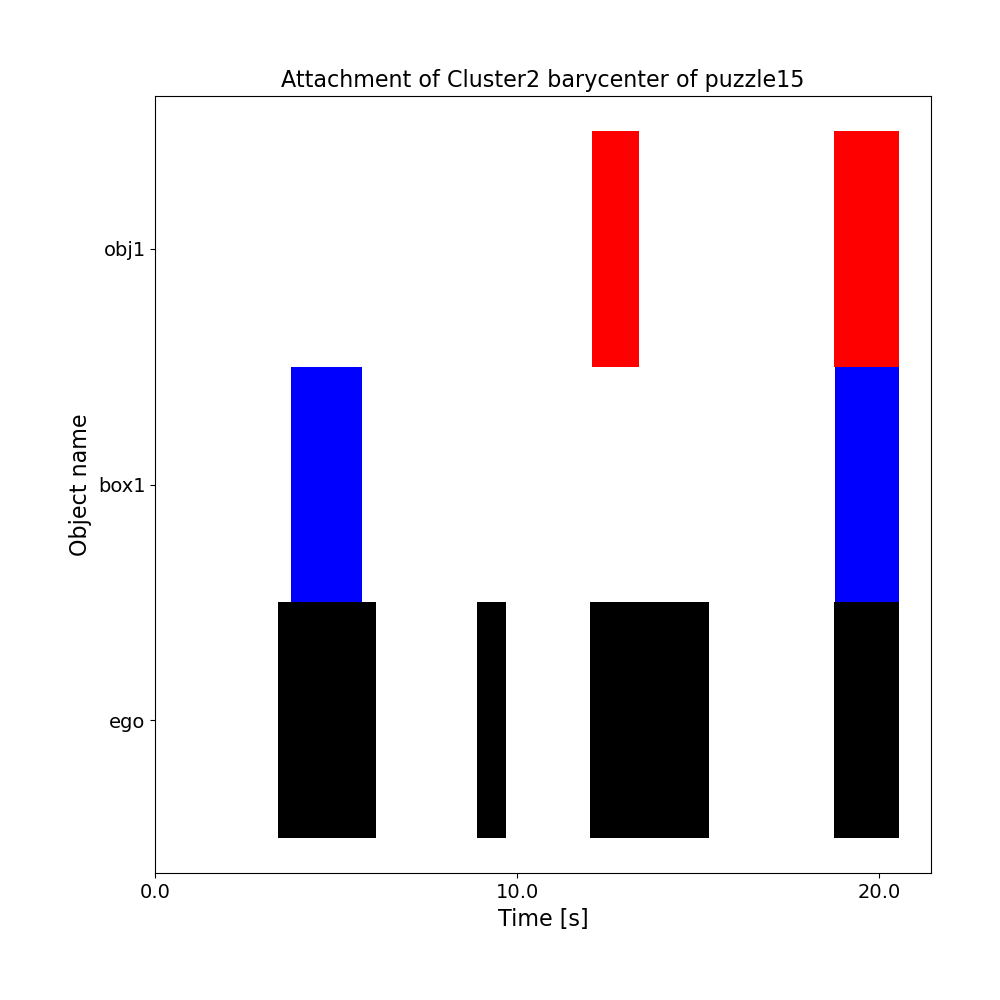 Attachment of Cluster2 barycenter of puzzle15
obj1
box1
ego
Object name
0.0 10.0 20.0
Time [s]